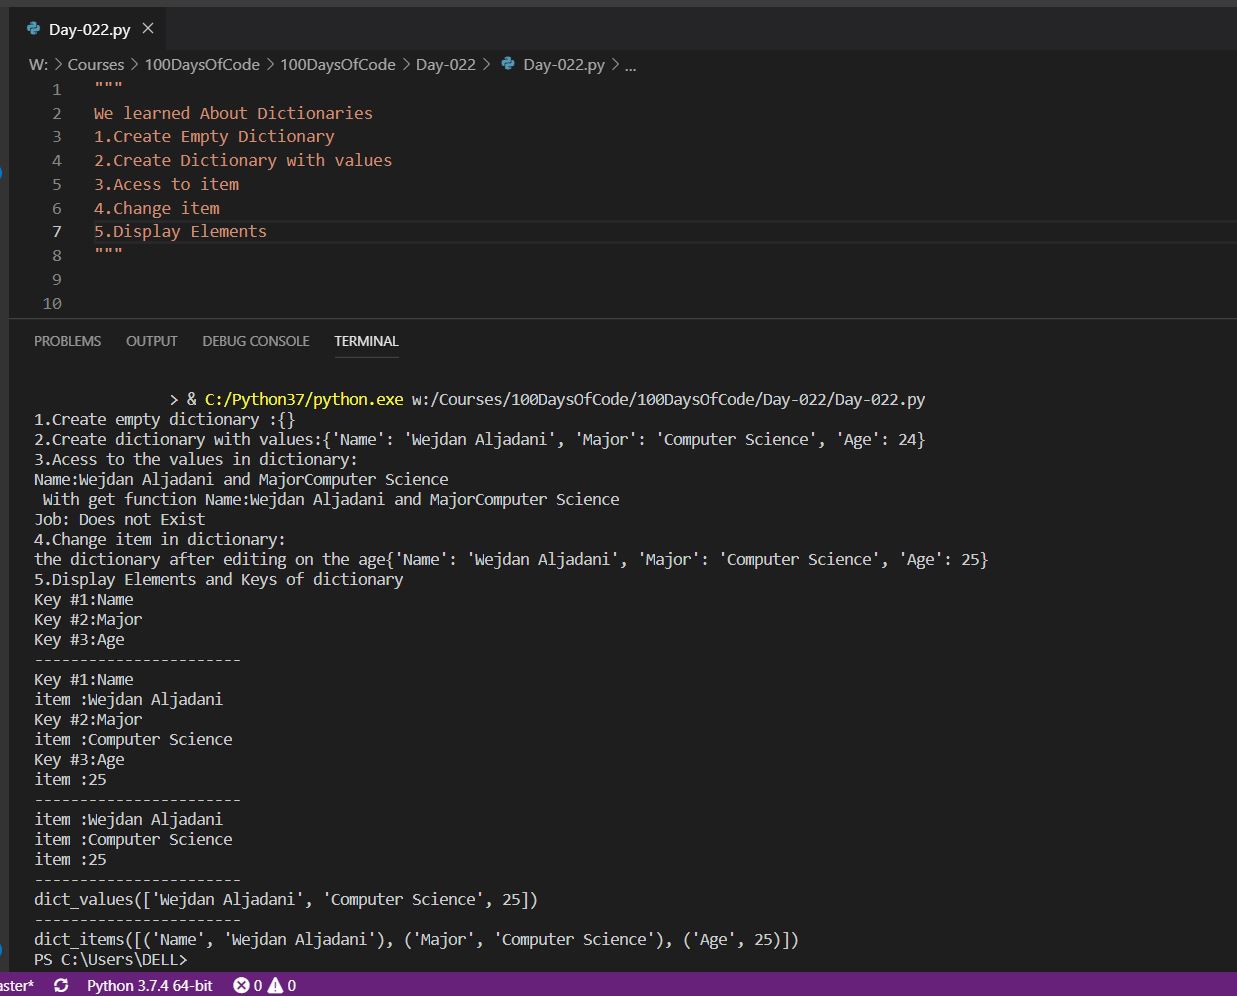 Day-022.py
W: > Courses > 100DaysOfCode > 100DaysOfCode > Day-022 > Day-022.py > ...
1 """
2 We learned About Dictionaries
3 1.Create Empty Dictionary
4 2.Create Dictionary with values
5 3.Acess to item
6 4.Change item
7 5.Display Elements
8 """
9
10
PROBLEMS OUTPUT DEBUG CONSOLE TERMINAL
> & C:/Python37/python.exe w:/Courses/100DaysOfCode/100DaysOfCode/Day-022/Day-022.py
1.Create empty dictionary :{}
2.Create dictionary with values:{'Name': 'Wejdan Aljadani', 'Major': 'Computer Science', 'Age': 24}
3.Acess to the values in dictionary:
Name:Wejdan Aljadani and MajorComputer Science
With get function Name:Wejdan Aljadani and MajorComputer Science
Job: Does not Exist
4.Change item in dictionary:
the dictionary after editing on the age{'Name': 'Wejdan Aljadani', 'Major': 'Computer Science', 'Age': 25}
5.Display Elements and Keys of dictionary
Key #1:Name
Key #2:Major
Key #3:Age
-----------------------
Key #1:Name
item :Wejdan Aljadani
Key #2:Major
item :Computer Science
Key #3:Age
item :25
-----------------------
item :Wejdan Aljadani
item :Computer Science
item :25
-----------------------
dict_values(['Wejdan Aljadani', 'Computer Science', 25])
-----------------------
dict_items([('Name', 'Wejdan Aljadani'), ('Major', 'Computer Science'), ('Age', 25)])
PS C:\Users\DELL>
aster* Python 3.7.4 64-bit 0 0